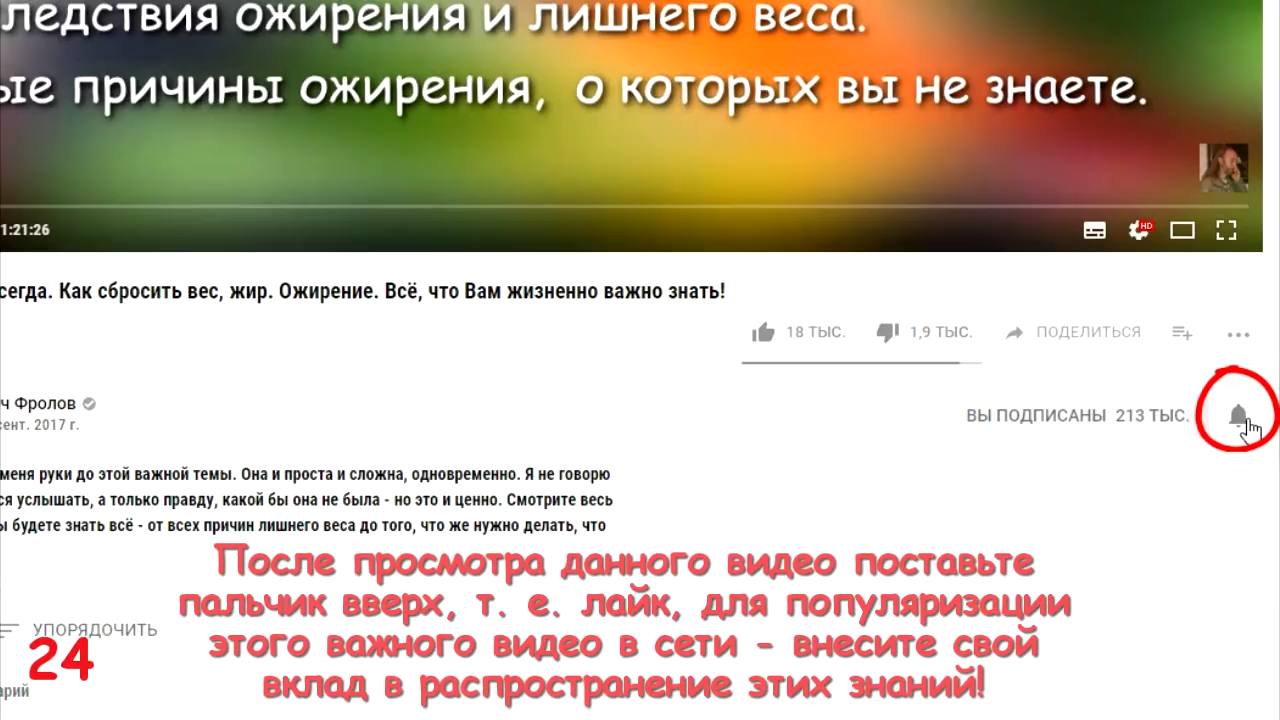 ледствия ожирения и лишнего веса.
ые причины ожирения, о которых вы не знаете.
1:21:26
HD
сегда. Как сбросить вес, жир. Ожирение. Всё, что Вам жизненно важно знать!
18 ТЫС. 1,9 ТЫС. ПОДЕЛИТЬСЯ
ч Фролов
сент. 2017 г.
ВЫ ПОДПИСАНЫ 213 ТЫС.
меня руки до этой важной темы. Она и проста и сложна, одновременно. Я не говорю
ся услышать, а только правду, какой бы она не была - но это и ценно. Смотрите весь
ы будете знать всё - от всех причин лишнего веса до того, что же нужно делать, что
После просмотра данного видео поставьте
пальчик вверх, т. е. лайк, для популяризации
этого важного видео в сети - внесите свой
вклад в распространение этих знаний!
УПОРЯДОЧИТЬ
24
арий